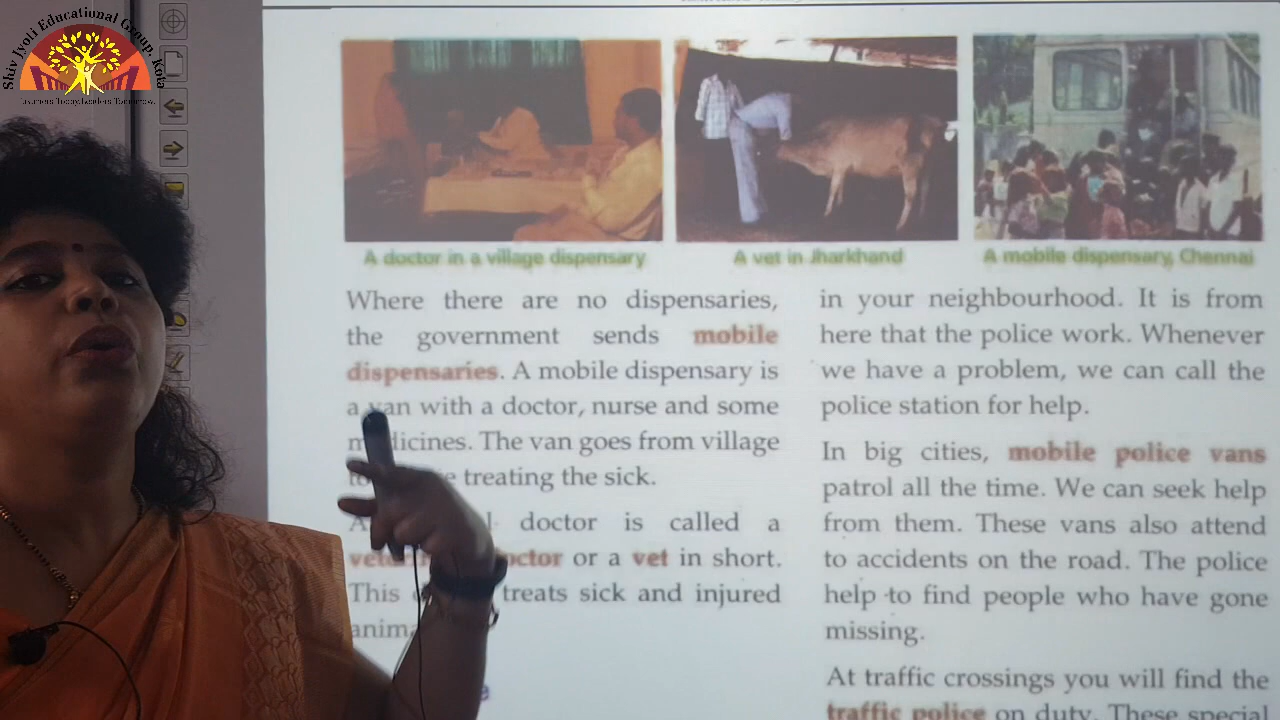 Shiv Jyoti Educational Group, Kota
Learners Today, Leaders Tomorrow.
A doctor in a village dispensary
A vet in Jharkhand
A mobile dispensary, Chennai
Where there are no dispensaries,
the government sends mobile
dispensaries. A mobile dispensary is
a van with a doctor, nurse and some
medicines. The van goes from village
treating the sick.
doctor is called a
or a vet in short.
This treats sick and injured
in your neighbourhood. It is from
here that the police work. Whenever
we have a problem, we can call the
police station for help.
In big cities, mobile police vans
patrol all the time. We can seek help
from them. These vans also attend
to accidents on the road. The police
help to find people who have gone
missing.
At traffic crossings you will find the
traffic police on duty. These special